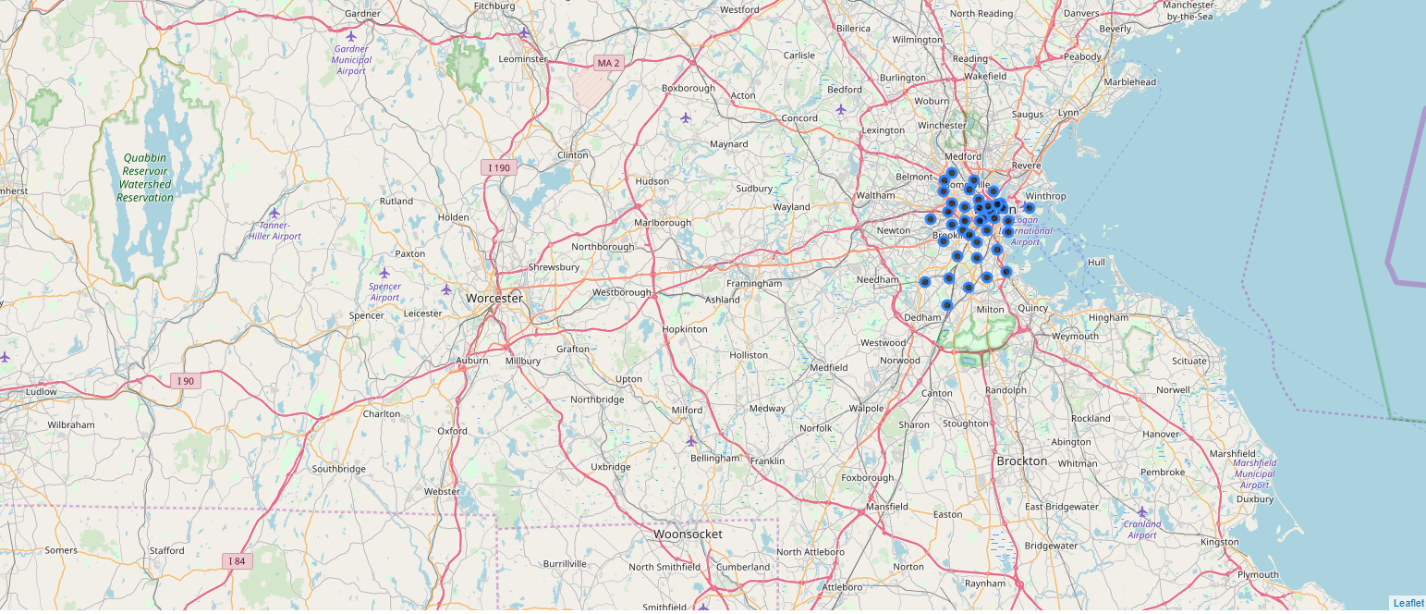 Gardner
Fitchburg
Westford
Billerica
North Reading
Danvers
Manchester
by-the-Sea
Wilmington
Beverly
Gardner
Municipal
Airport
Leominster
MA 2
Carlisle
Reading
Peabody
Burlington
Wakefield
Marblehead
Boxborough
Acton
Bedford
Woburn
Concord
Lexington
Winchester
Saugus
Lynn
Maynard
Quabbin
Reservoir
Watershed
Reservation
Clinton
I 190
Medford
Revere
Belmont
Hudson
Sudbury
Waltham
Winthrop
Rutland
Holden
Wayland
Tanner-
Hiller Airport
Marlborough
Newton
Logan
International
Airport
Northborough
Paxton
Shrewsbury
Hull
Spencer
Airport
Worcester
Westborough
Framingham
Needham
Ashland
Spencer
Leicester
Dedham
Milton
Quincy
Hingham
Hopkinton
Weymouth
Grafton
Westwood
Auburn
Millbury
Holliston
Norwood
Scituate
Medfield
I 90
Upton
Ludlow
Canton
Randolph
Norwell
Northbridge
Charlton
Milford
Medway
Walpole
Rockland
Wilbraham
Oxford
Norfolk
Sharon
Stoughton
Hanover
Abington
Marshfield
Bellingham
Franklin
Brockton
Whitman
Marshfield
Municipal
Airport
Southbridge
Uxbridge
Foxborough
Pembroke
Webster
Duxbury
Mansfield
Easton
East Bridgewater
Cranland
Airport
Woonsocket
Somers
Stafford
I 84
North Attleboro
Bridgewater
Kingston
Burrillville
North Smithfield
Cumberland
Norton
Plymouth
Attleboro
Raynham
Smithfield
Leaflet